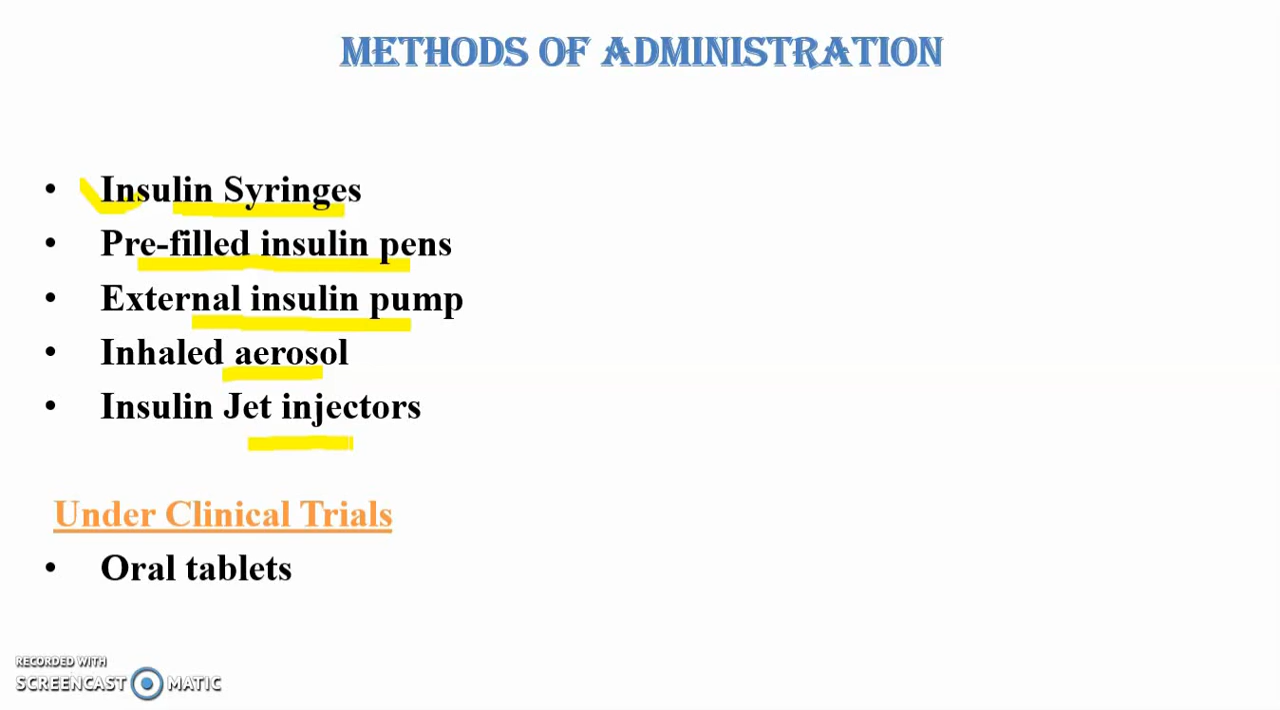 METHODS OF ADMINISTRATION
• Insulin Syringes
• Pre-filled insulin pens
• External insulin pump
• Inhaled aerosol
• Insulin Jet injectors
Under Clinical Trials
• Oral tablets
RECORDED WITH
SCREENCAST MATIC